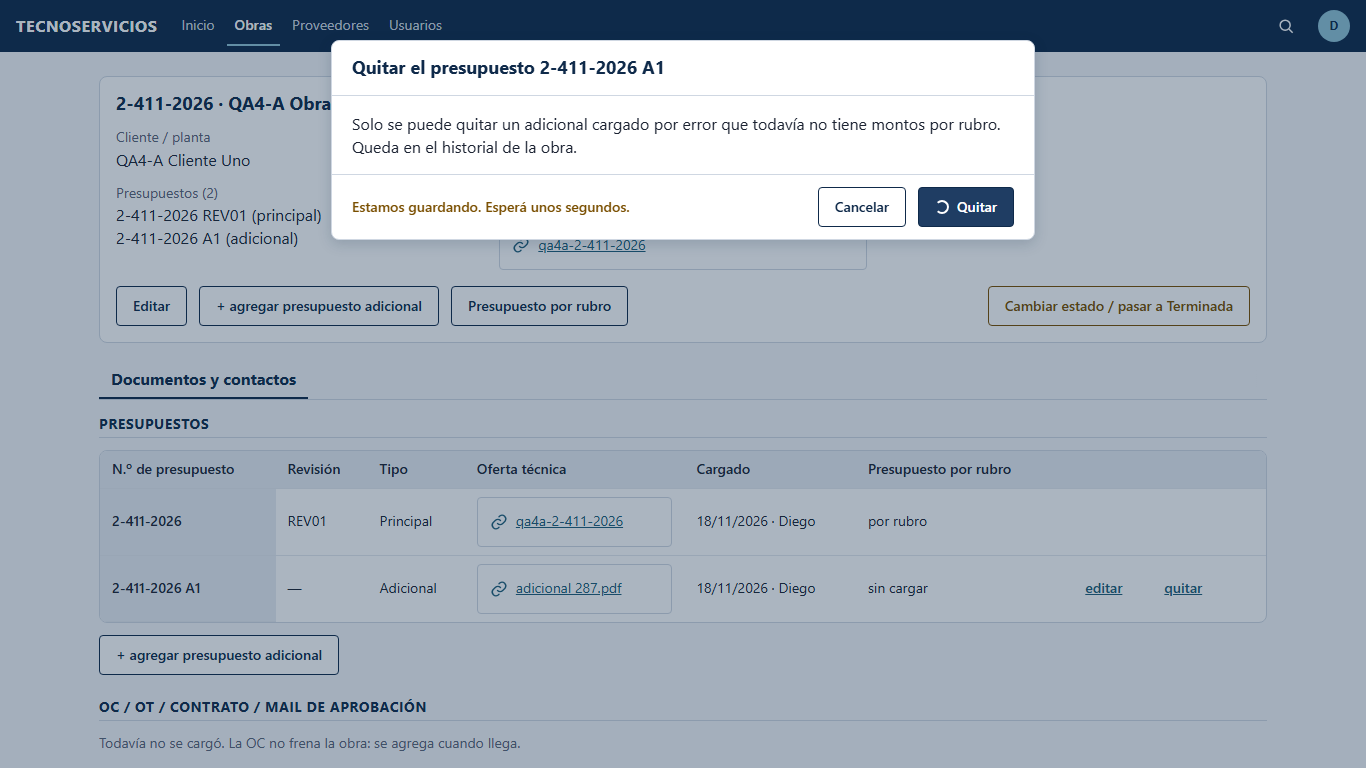 TECNOSERVICIOS Inicio Obras Proveedores Usuarios D
Quitar el presupuesto 2-411-2026 A1
Solo se puede quitar un adicional cargado por error que todavía no tiene montos por rubro.
Queda en el historial de la obra.
Estamos guardando. Esperá unos segundos. Cancelar Quitar
2-411-2026 · QA4-A Obra
Cliente / planta
QA4-A Cliente Uno
Presupuestos (2)
2-411-2026 REV01 (principal)
2-411-2026 A1 (adicional)
qa4a-2-411-2026
Editar + agregar presupuesto adicional Presupuesto por rubro Cambiar estado / pasar a Terminada
Documentos y contactos
PRESUPUESTOS
N.º de presupuesto Revisión Tipo Oferta técnica Cargado Presupuesto por rubro
2-411-2026 REV01 Principal qa4a-2-411-2026 18/11/2026 · Diego por rubro
2-411-2026 A1 — Adicional adicional 287.pdf 18/11/2026 · Diego sin cargar editar quitar
+ agregar presupuesto adicional
OC / OT / CONTRATO / MAIL DE APROBACIÓN
Todavía no se cargó. La OC no frena la obra: se agrega cuando llega.